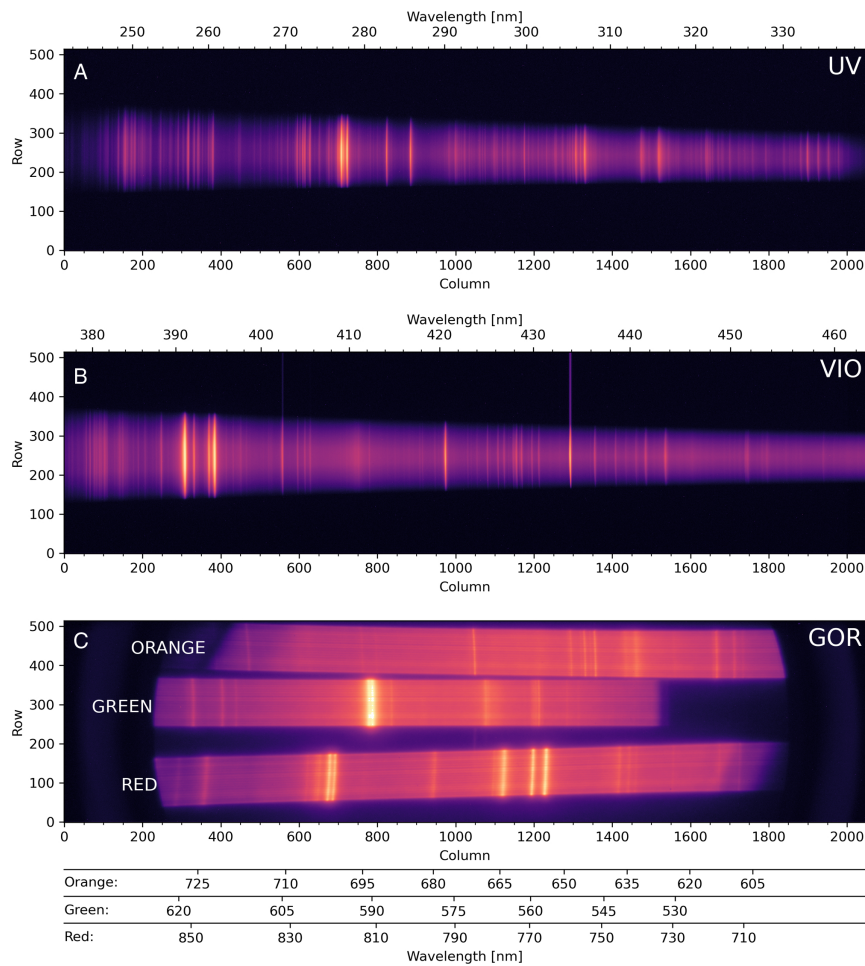 Wavelength [nm]
250 260 270 280 290 300 310 320 330
A UV
500
400
300
200
100
0
Row
0 200 400 600 800 1000 1200 1400 1600 1800 2000
Column
Wavelength [nm]
380 390 400 410 420 430 440 450 460
B VIO
500
400
300
200
100
0
Row
0 200 400 600 800 1000 1200 1400 1600 1800 2000
Column
C GOR
ORANGE
GREEN
RED
500
400
300
200
100
0
Row
0 200 400 600 800 1000 1200 1400 1600 1800 2000
Column
Orange: 725 710 695 680 665 650 635 620 605
Green: 620 605 590 575 560 545 530
Red: 850 830 810 790 770 750 730 710
Wavelength [nm]